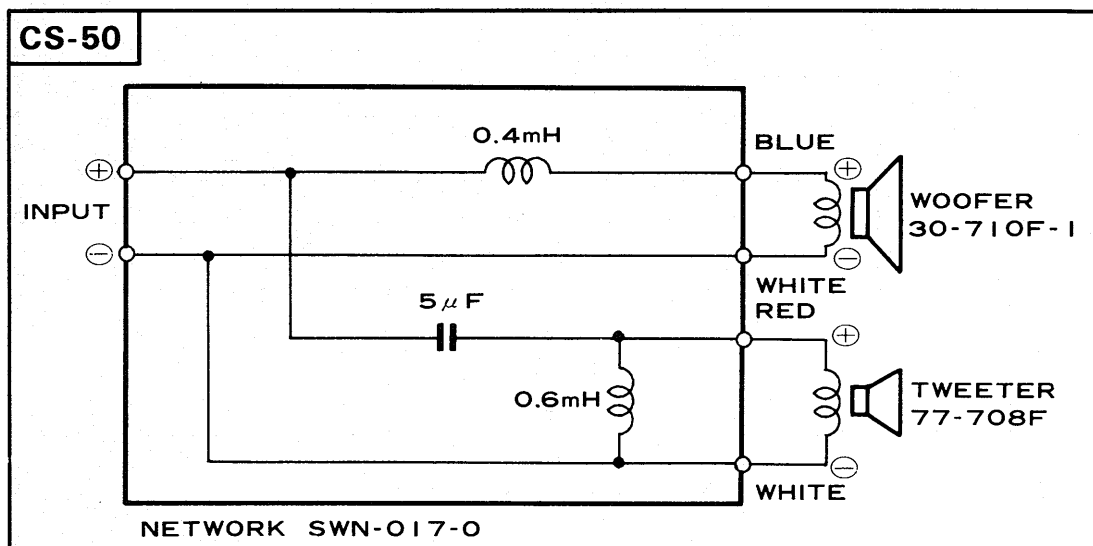 CS-50
0.4mH
BLUE
⊕
⊕
INPUT
WOOFER
30-710F-1
⊖
⊖
WHITE
RED
5μF
⊕
0.6mH
TWEETER
77-708F
⊖
WHITE
NETWORK SWN-017-0